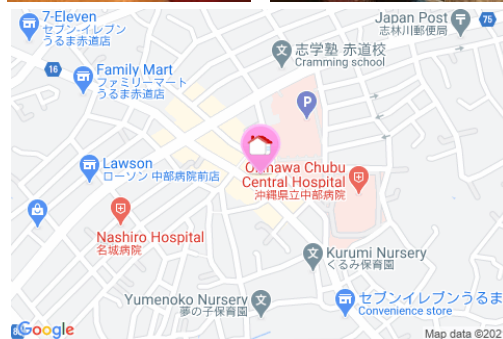 7-Eleven
セブン-イレブン
うるま赤道店
Japan Post
志林川郵便局
75
志学塾 赤道校
Cramming school
16
Family Mart
ファミリーマート
うるま赤道店
P
Lawson
ローソン 中部病院前店
Okinawa Chubu
Central Hospital
沖縄県立中部病院
Nashiro Hospital
名城病院
Kurumi Nursery
くるみ保育園
Yumenoko Nursery
夢の子保育園
セブンイレブンうるま
Convenience store
Google
Map data ©202